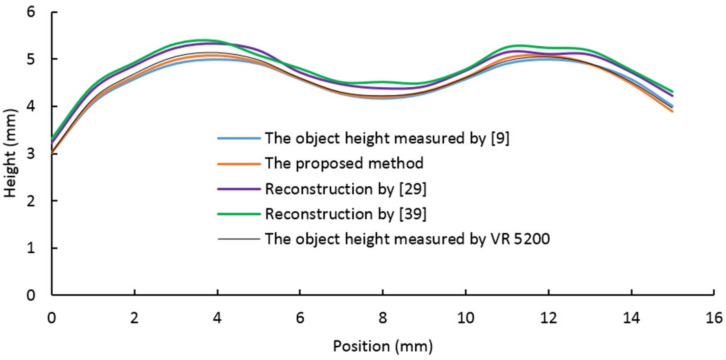 6
5
4
3
2
1
0
Height (mm)
The object height measured by [9]
The proposed method
Reconstruction by [29]
Reconstruction by [39]
The object height measured by VR 5200
0 2 4 6 8 10 12 14 16
Position (mm)